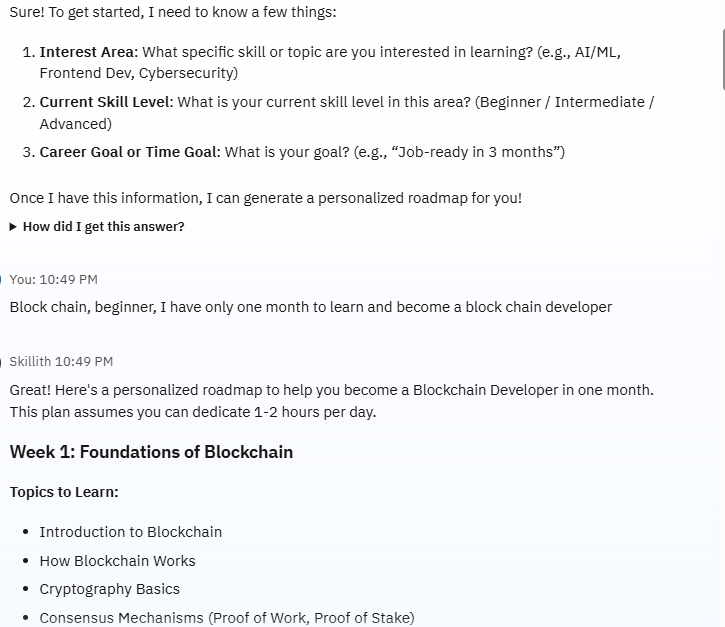 Sure! To get started, I need to know a few things:
1. Interest Area: What specific skill or topic are you interested in learning? (e.g., AI/ML,
Frontend Dev, Cybersecurity)
2. Current Skill Level: What is your current skill level in this area? (Beginner / Intermediate /
Advanced)
3. Career Goal or Time Goal: What is your goal? (e.g., “Job-ready in 3 months”)
Once I have this information, I can generate a personalized roadmap for you!
▶ How did I get this answer?
You: 10:49 PM
Block chain, beginner, I have only one month to learn and become a block chain developer
Skillith 10:49 PM
Great! Here's a personalized roadmap to help you become a Blockchain Developer in one month.
This plan assumes you can dedicate 1-2 hours per day.
Week 1: Foundations of Blockchain
Topics to Learn:
• Introduction to Blockchain
• How Blockchain Works
• Cryptography Basics
• Consensus Mechanisms (Proof of Work, Proof of Stake)